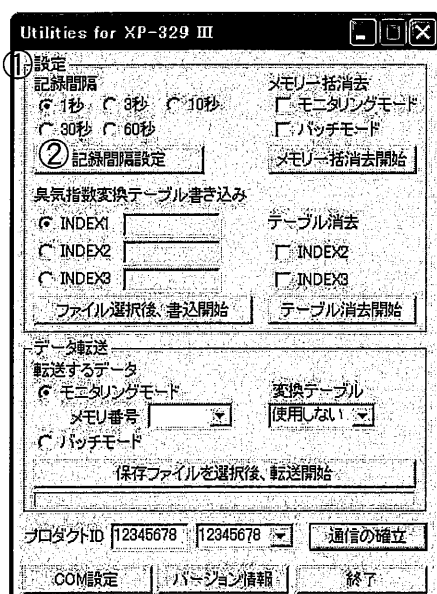 Utilities for XP-329 III
① 設定
記録間隔
1秒 3秒 10秒
30秒 60秒
② 記録間隔設定
メモリー括消去
モニタリングモード
バッチモード
メモリー括消去開始
臭気指数変換テーブル書き込み
INDEX1
INDEX2
INDEX3
ファイル選択後、書込開始
テーブル消去
INDEX2
INDEX3
テーブル消去開始
データ転送
転送するデータ
モニタリングモード
メモリ番号
バッチモード
変換テーブル
使用しない
保存ファイルを選択後、転送開始
プロダクトID 12345678 12345678 通信の確立
COM設定 バージョン情報 終了